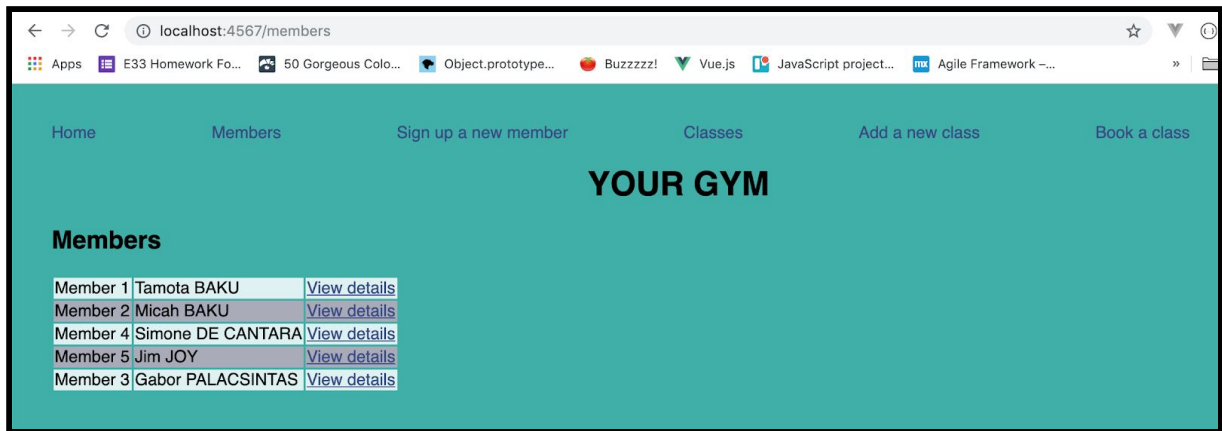 localhost:4567/members
Apps E33 Homework Fo... 50 Gorgeous Colo... Object.prototype... Buzzzzz! Vue.js JavaScript project... mx Agile Framework –... »
Home Members Sign up a new member Classes Add a new class Book a class
YOUR GYM
Members
Member 1 Tamota BAKU View details
Member 2 Micah BAKU View details
Member 4 Simone DE CANTARA View details
Member 5 Jim JOY View details
Member 3 Gabor PALACSINTAS View details